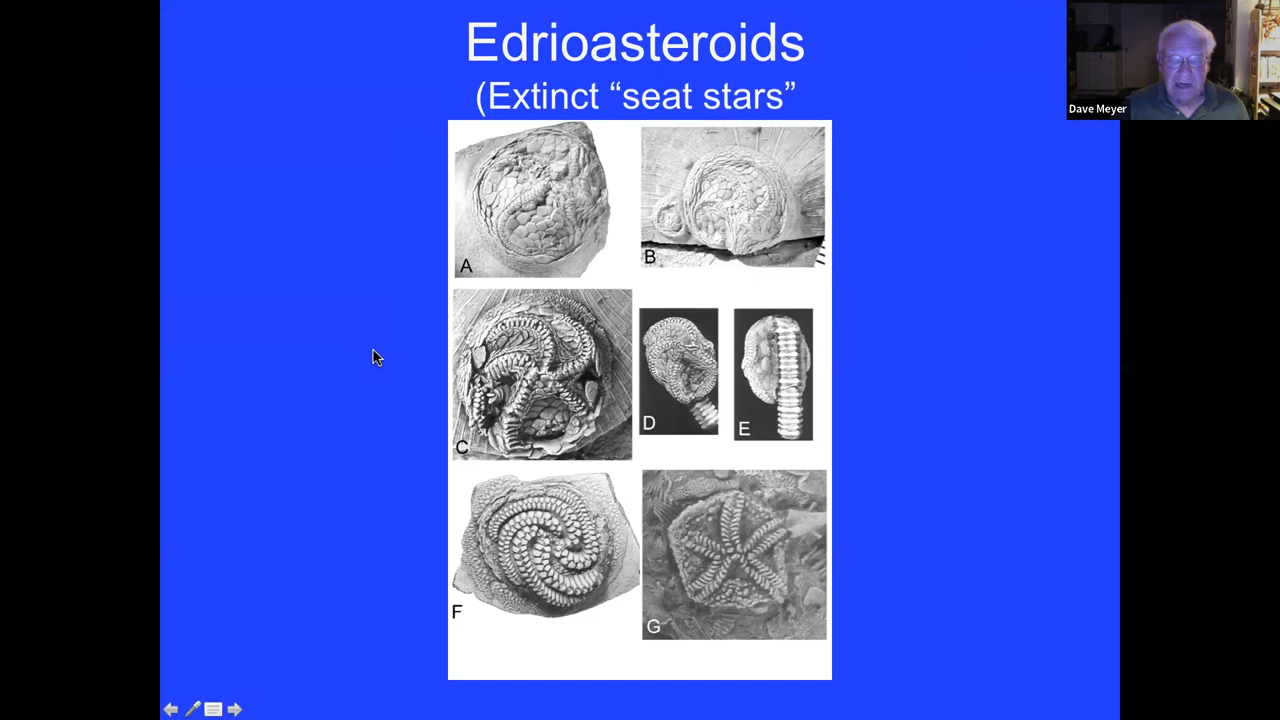 Edrioasteroids
(Extinct “seat stars”
Dave Meyer
A
B
C
D
E
F
G